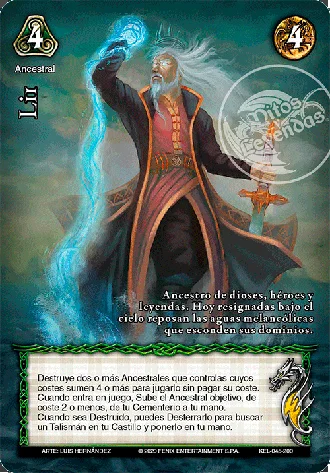 4
4
Ancestral
Lir
Mitos
Leyendas
Ancestro de dioses, héroes y
leyendas. Hoy resignadas bajo el
cielo reposan las aguas melancólicas
que esconden sus dominios.
Destruye dos o más Ancestrales que controlas cuyos
costes sumen 4 o más para jugarlo sin pagar su coste.
Cuando entra en juego, Sube el Ancestral objetivo, de
coste 2 o menos, de tu Cementerio a tu mano.
Cuando sea Destruido, puedes Desterrarlo para buscar
un Talismán en tu Castillo y ponerlo en tu mano.
ARTE: LUIS HERNÁNDEZ
© 2020 FENIX ENTERTAINMENT S.P.A.